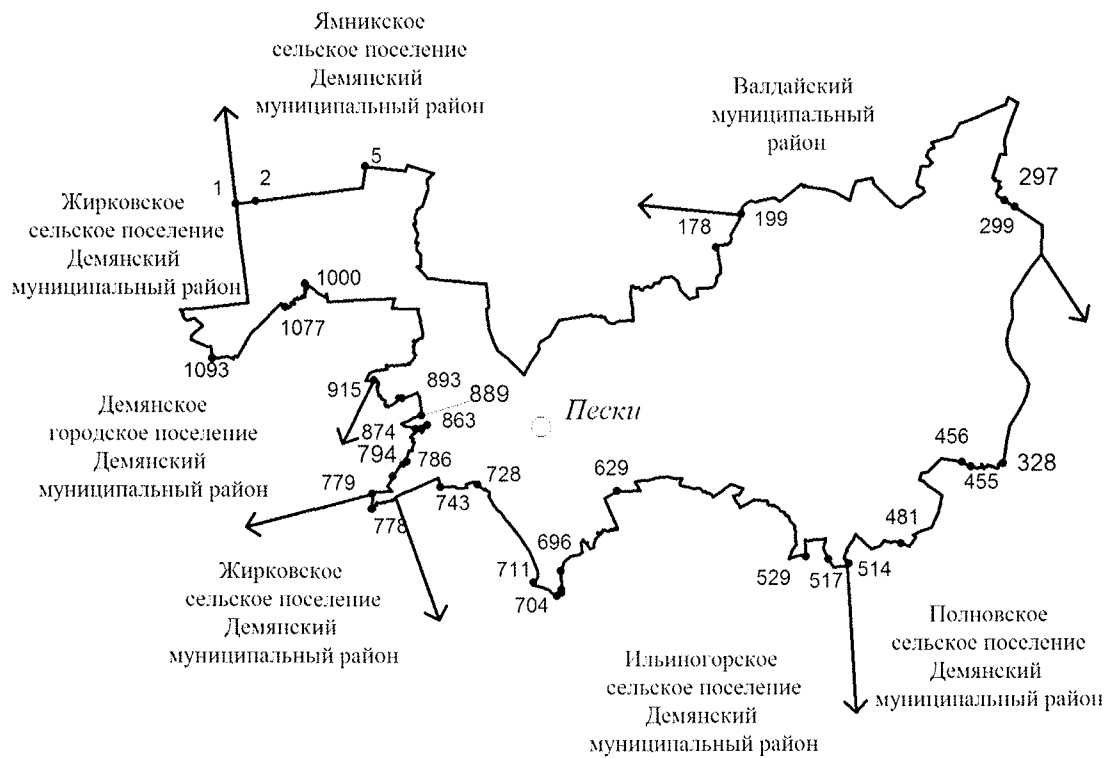 Ямникское
сельское поселение
Демянский
муниципальный район
Валдайский
муниципальный
район
1
2
5
297
299
178
199
Жирковское
сельское поселение
Демянский
муниципальный район
1000
1077
1093
915
893
889
874
863
Пески
Демянское
городское поселение
Демянский
муниципальный район
794
786
779
778
743
728
629
456
455
328
481
696
711
704
529
517
514
Жирковское
сельское поселение
Демянский
муниципальный район
Ильиногорское
сельское поселение
Демянский
муниципальный район
Полновское
сельское поселение
Демянский
муниципальный район